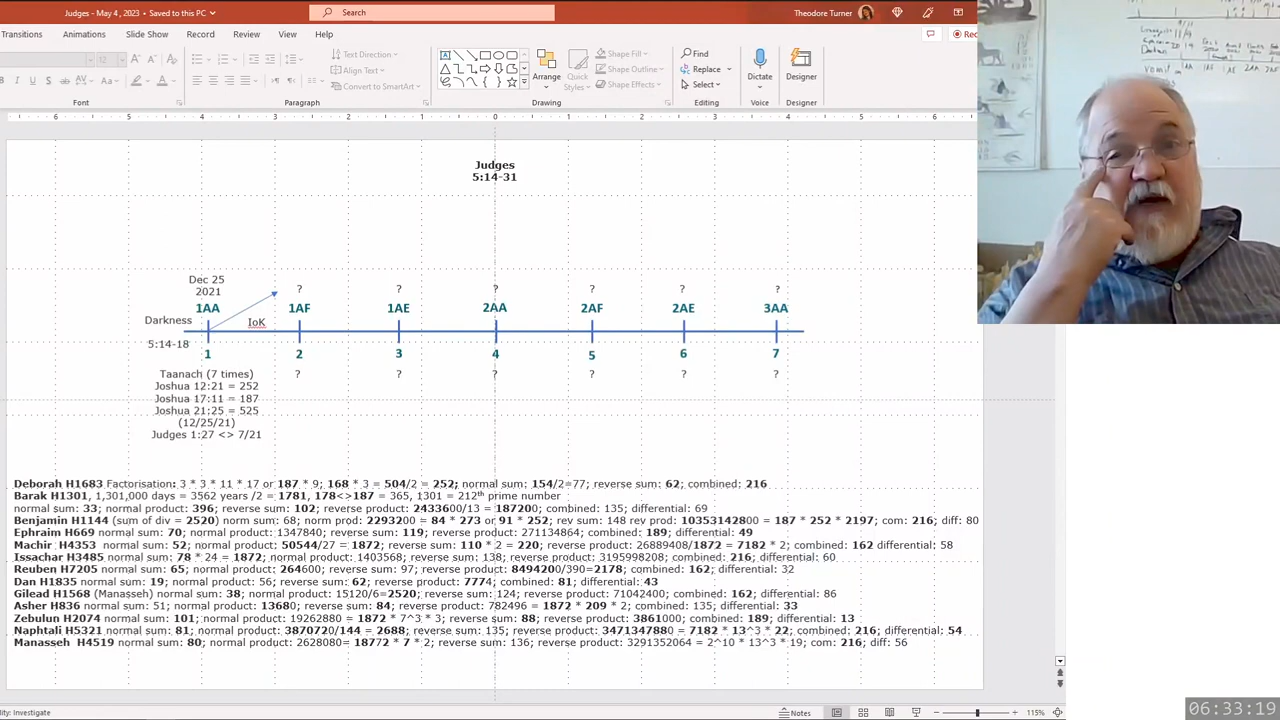 Judges - May 4, 2023 • Saved to this PC
Search
Theodore Turner
Transitions Animations Slide Show Record Review View Help
Rec
Text Direction
Align Text
Convert to SmartArt
Arrange
Quick Styles
Shape Fill
Shape Outline
Shape Effects
Find
Replace
Select
Dictate
Designer
Font Paragraph Drawing Editing Voice Designer
6 5 4 3 2 1 0 1 2 3 4 5 6
Judges
5:14-31
Dec 25
2021
? ? ? ? ? ?
1AA 1AF 1AE 2AA 2AF 2AE 3AA
Darkness
IoK
5:14-18
1 2 3 4 5 6 7
Taanach (7 times)
? ? ? ? ? ?
Joshua 12:21 = 252
Joshua 17:11 = 187
Joshua 21:25 = 525
(12/25/21)
Judges 1:27 <> 7/21
Deborah H1683 Factorisation: 3 * 3 * 11 * 17 or 187 * 9, 168 * 3 = 504/2 = 252; normal sum: 154/2=77; reverse sum: 62; combined: 216
Barak H1301, 1,301,000 days = 3562 years /2 = 1781, 178<>187 = 365, 1301 = 212th prime number
normal sum: 33; normal product: 396; reverse sum: 102; reverse product: 2433600/13 = 187200; combined: 135; differential: 69
Benjamin H1144 (sum of div = 2520) norm sum: 68; norm prod: 2293200 = 84 * 273 or 91 * 252, rev sum: 148 rev prod: 103531428​00 = 187 * 252 * 2197; com: 216; diff: 80
Ephraim H669 normal sum: 70; normal product: 1347840; reverse sum: 119; reverse product: 271134864; combined: 189; differential: 49
Machir H4353 normal sum: 52; normal product: 50544/27 = 1872; reverse sum: 110 * 2 = 220; reverse product: 26889408/1872 = 7182 * 2; combined: 162 differential: 58
Issachar H3485 normal sum: 78 * 24 = 1872; normal product: 1403568; reverse sum: 138; reverse product: 3195998208; combined: 216; differential: 60
Reuben H7205 normal sum: 65; normal product: 264600; reverse sum: 97; reverse product: 8494200/390=2178; combined: 162; differential: 32
Dan H1835 normal sum: 19; normal product: 56; reverse sum: 62; reverse product: 7774; combined: 81; differential: 43
Gilead H1568 (Manasseh) normal sum: 38; normal product: 15120/6=2520; reverse sum: 124; reverse product: 71042400; combined: 162; differential: 86
Asher H836 normal sum: 51; normal product: 13680; reverse sum: 84; reverse product: 782496 = 1872 * 209 * 2; combined: 135; differential: 33
Zebulun H2074 normal sum: 101; normal product: 19262880 = 1872 * 7^3 * 3; reverse sum: 88; reverse product: 3861000; combined: 189; differential: 13
Naphtali H5321 normal sum: 81; normal product: 3870720/144 = 2688; reverse sum: 135; reverse product: 3471347880 = 7182 * 13^3 * 22; combined: 216; differential: 54
Manasseh H4519 normal sum: 80; normal product: 2628080= 18772 * 7 * 2; reverse sum: 136, reverse product: 3291352064 = 2^10 * 13^3 * 19; com: 216; diff: 56
ility: Investigate
Notes
115%
06:33:19